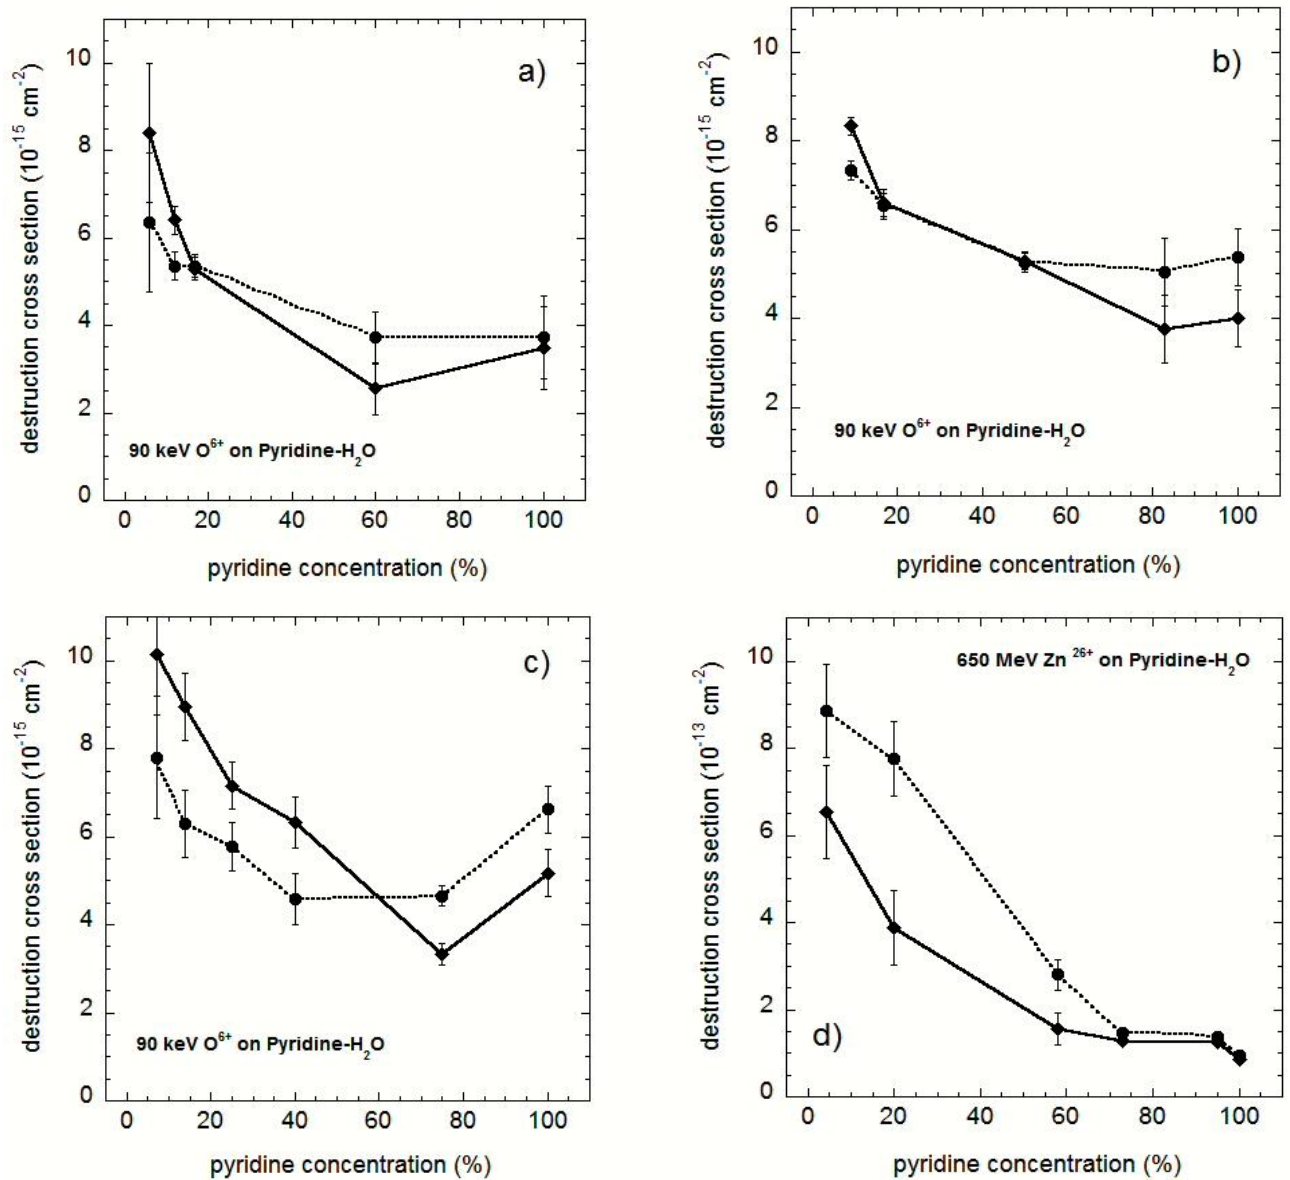 a)
destruction cross section (10⁻¹⁵ cm⁻²)
10
8
6
4
2
0
90 keV O⁶⁺ on Pyridine-H₂O
0 20 40 60 80 100
pyridine concentration (%)
b)
destruction cross section (10⁻¹⁵ cm⁻²)
10
8
6
4
2
0
90 keV O⁶⁺ on Pyridine-H₂O
0 20 40 60 80 100
pyridine concentration (%)
c)
destruction cross section (10⁻¹⁵ cm⁻²)
10
8
6
4
2
0
90 keV O⁶⁺ on Pyridine-H₂O
0 20 40 60 80 100
pyridine concentration (%)
650 MeV Zn ²⁶⁺ on Pyridine-H₂O
destruction cross section (10⁻¹³ cm⁻²)
10
8
6
4
2
0
d)
0 20 40 60 80 100
pyridine concentration (%)